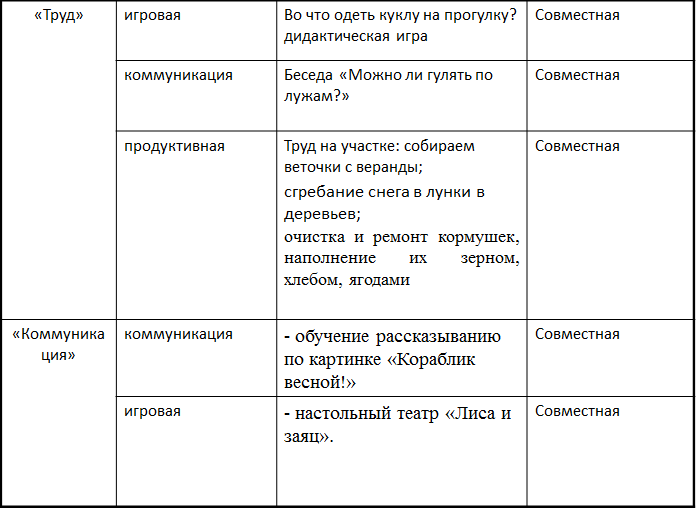 «Труд»
игровая
Во что одеть куклу на прогулку?
дидактическая игра
Совместная
коммуникация
Беседа «Можно ли гулять по
лужам?»
Совместная
продуктивная
Труд на участке: собираем
веточки с веранды;
сгребание снега в лунки в
деревьев;
очистка и ремонт кормушек,
наполнение их зерном,
хлебом, ягодами
Совместная
«Коммуника
ция»
коммуникация
- обучение рассказыванию
по картинке «Кораблик
весной!»
Совместная
игровая
- настольный театр «Лиса и
заяц».
Совместная